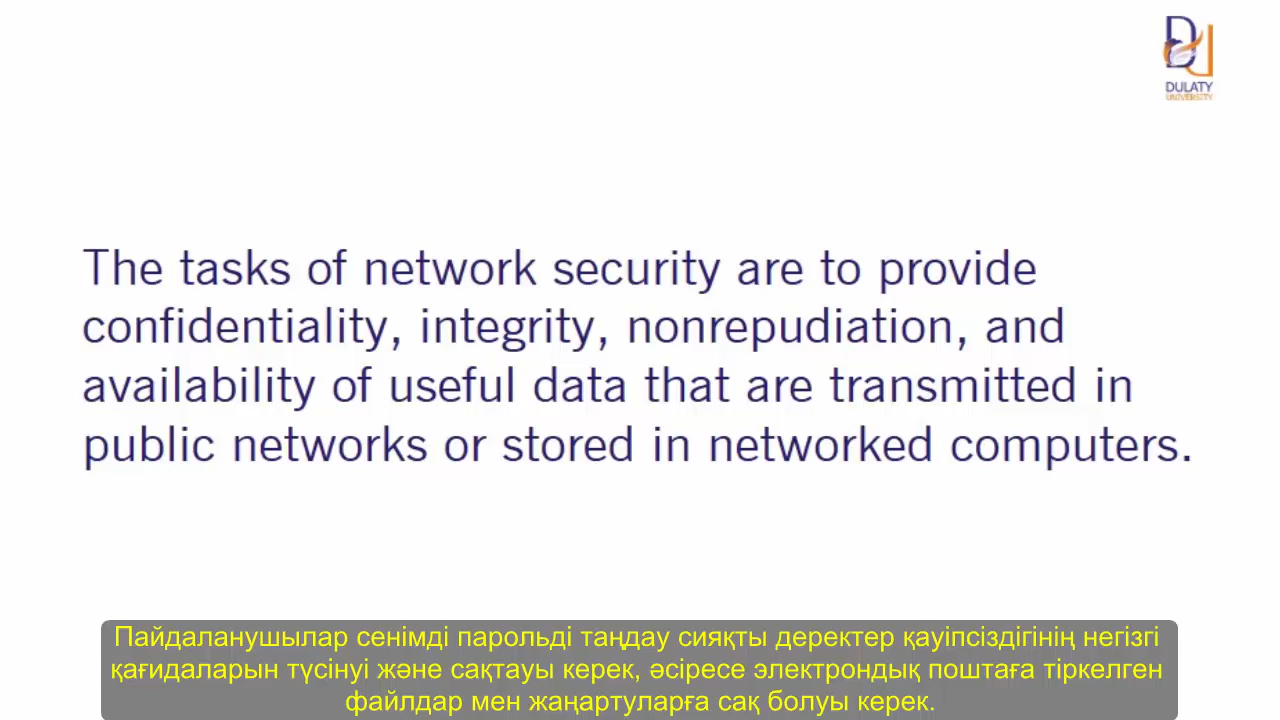 DULATY
UNIVERSITY
The tasks of network security are to provide
confidentiality, integrity, nonrepudiation, and
availability of useful data that are transmitted in
public networks or stored in networked computers.
Пайдаланушылар сенімді парольді таңдау сияқты деректер қауіпсіздігінің негізгі
қағидаларын түсінуі және сақтауы керек, әсіресе электрондық поштаға тіркелген
файлдар мен жаңартуларға сақ болуы керек.